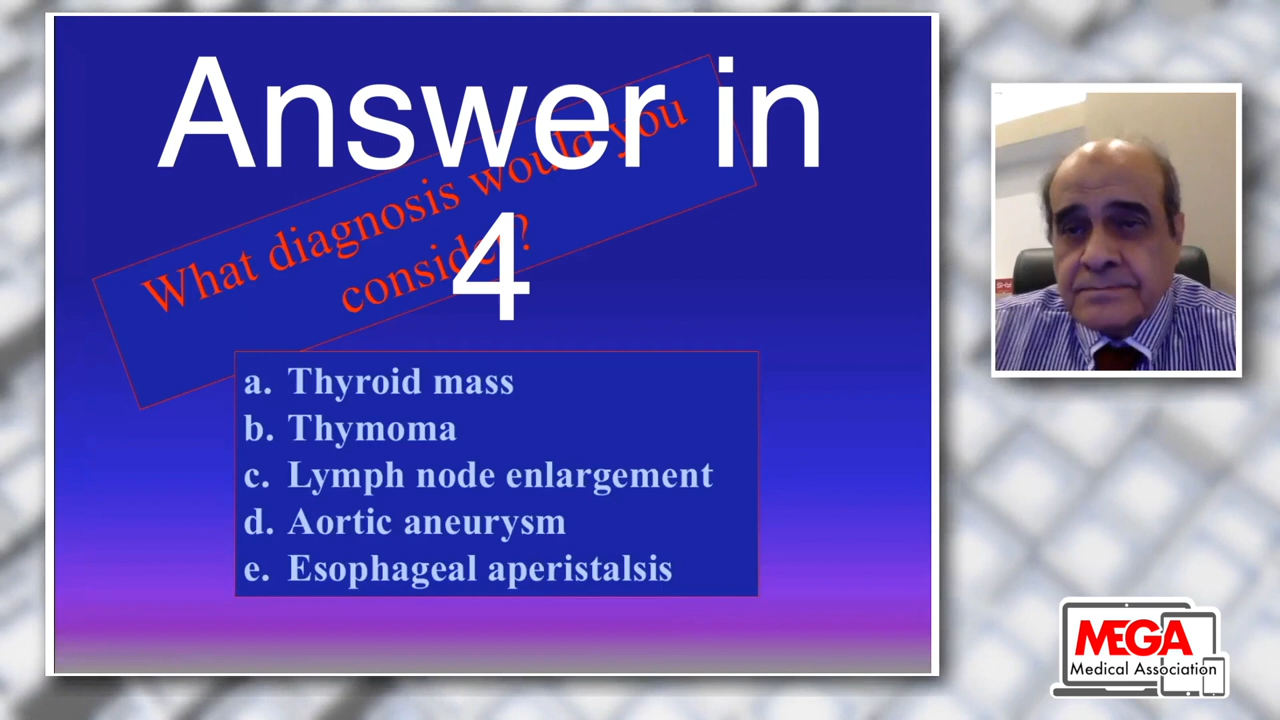 Answer in
4
What diagnosis would you
consider?
a. Thyroid mass
b. Thymoma
c. Lymph node enlargement
d. Aortic aneurysm
e. Esophageal aperistalsis
MEGA
Medical Association